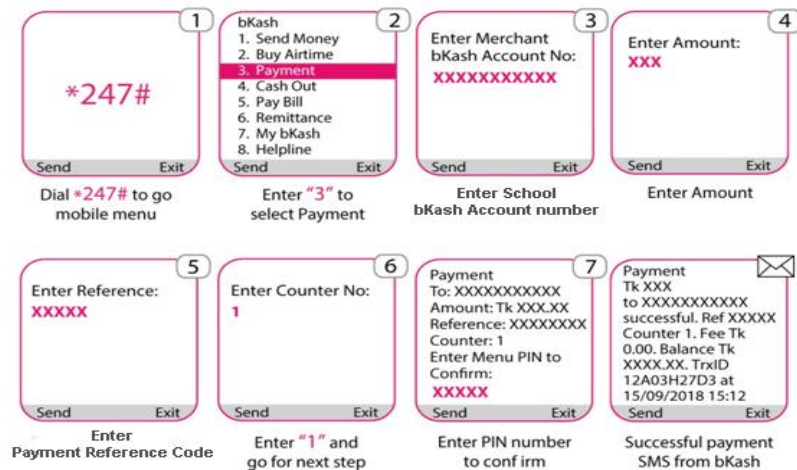 1
*247#
Send Exit
Dial *247# to go
mobile menu
2
bKash
1. Send Money
2. Buy Airtime
3. Payment
4. Cash Out
5. Pay Bill
6. Remittance
7. My bKash
8. Helpline
Send Exit
Enter "3" to
select Payment
3
Enter Merchant
bKash Account No:
XXXXXXXXXXX
Send Exit
Enter School
bKash Account number
4
Enter Amount:
XXX
Send Exit
Enter Amount
5
Enter Reference:
XXXXX
Send Exit
Enter
Payment Reference Code
6
Enter Counter No:
1
Send Exit
Enter "1" and
go for next step
7
Payment
To: XXXXXXXXXXX
Amount: Tk XXX.XX
Reference: XXXXXXXX
Counter: 1
Enter Menu PIN to
Confirm:
XXXXX
Send Exit
Enter PIN number
to conf irm
Payment
Tk XXX
to XXXXXXXXXXX
successful. Ref XXXXX
Counter 1. Fee Tk
0.00. Balance Tk
XXXX.XX. TrxID
12A03H27D3 at
15/09/2018 15:12
Send Exit
Successful payment
SMS from bKash